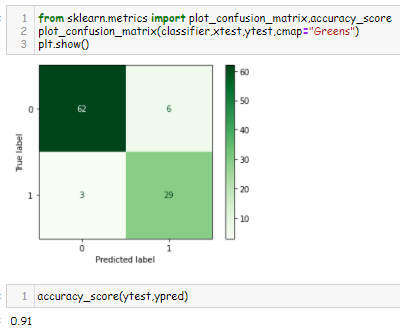 1 from sklearn.metrics import plot_confusion_matrix,accuracy_score
2 plot_confusion_matrix(classifier,xtest,ytest,cmap="Greens")
3 plt.show()
60
50
40
30
20
10
True label
0
62 6
1
3 29
0 1
Predicted label
1 accuracy_score(ytest,ypred)
: 0.91